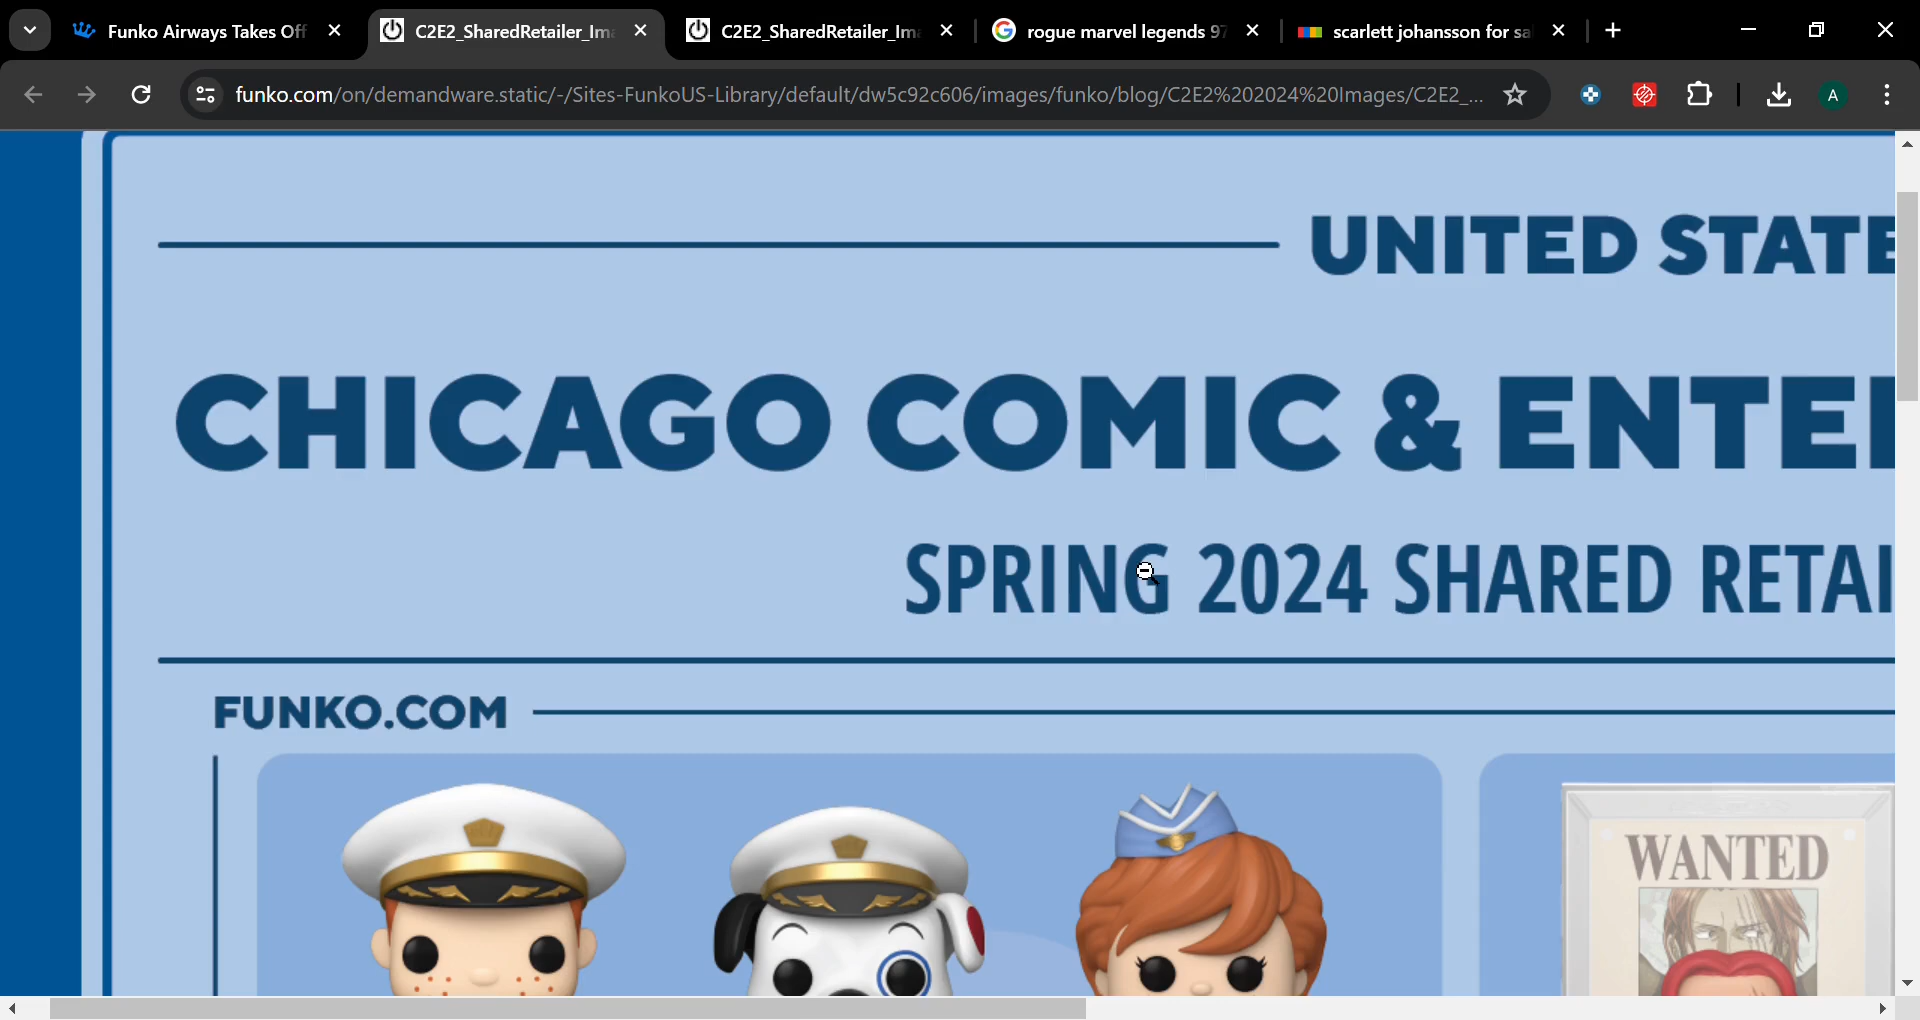 Funko Airways Takes Off
C2E2_SharedRetailer_Im
C2E2_SharedRetailer_Im
rogue marvel legends 97
scarlett johansson for sa
funko.com/on/demandware.static/-/Sites-FunkoUS-Library/default/dw5c92c606/images/funko/blog/C2E2%202024%20Images/C2E2_...
A
UNITED STATE
CHICAGO COMIC & ENTE
SPRING 2024 SHARED RETAI
FUNKO.COM
WANTED